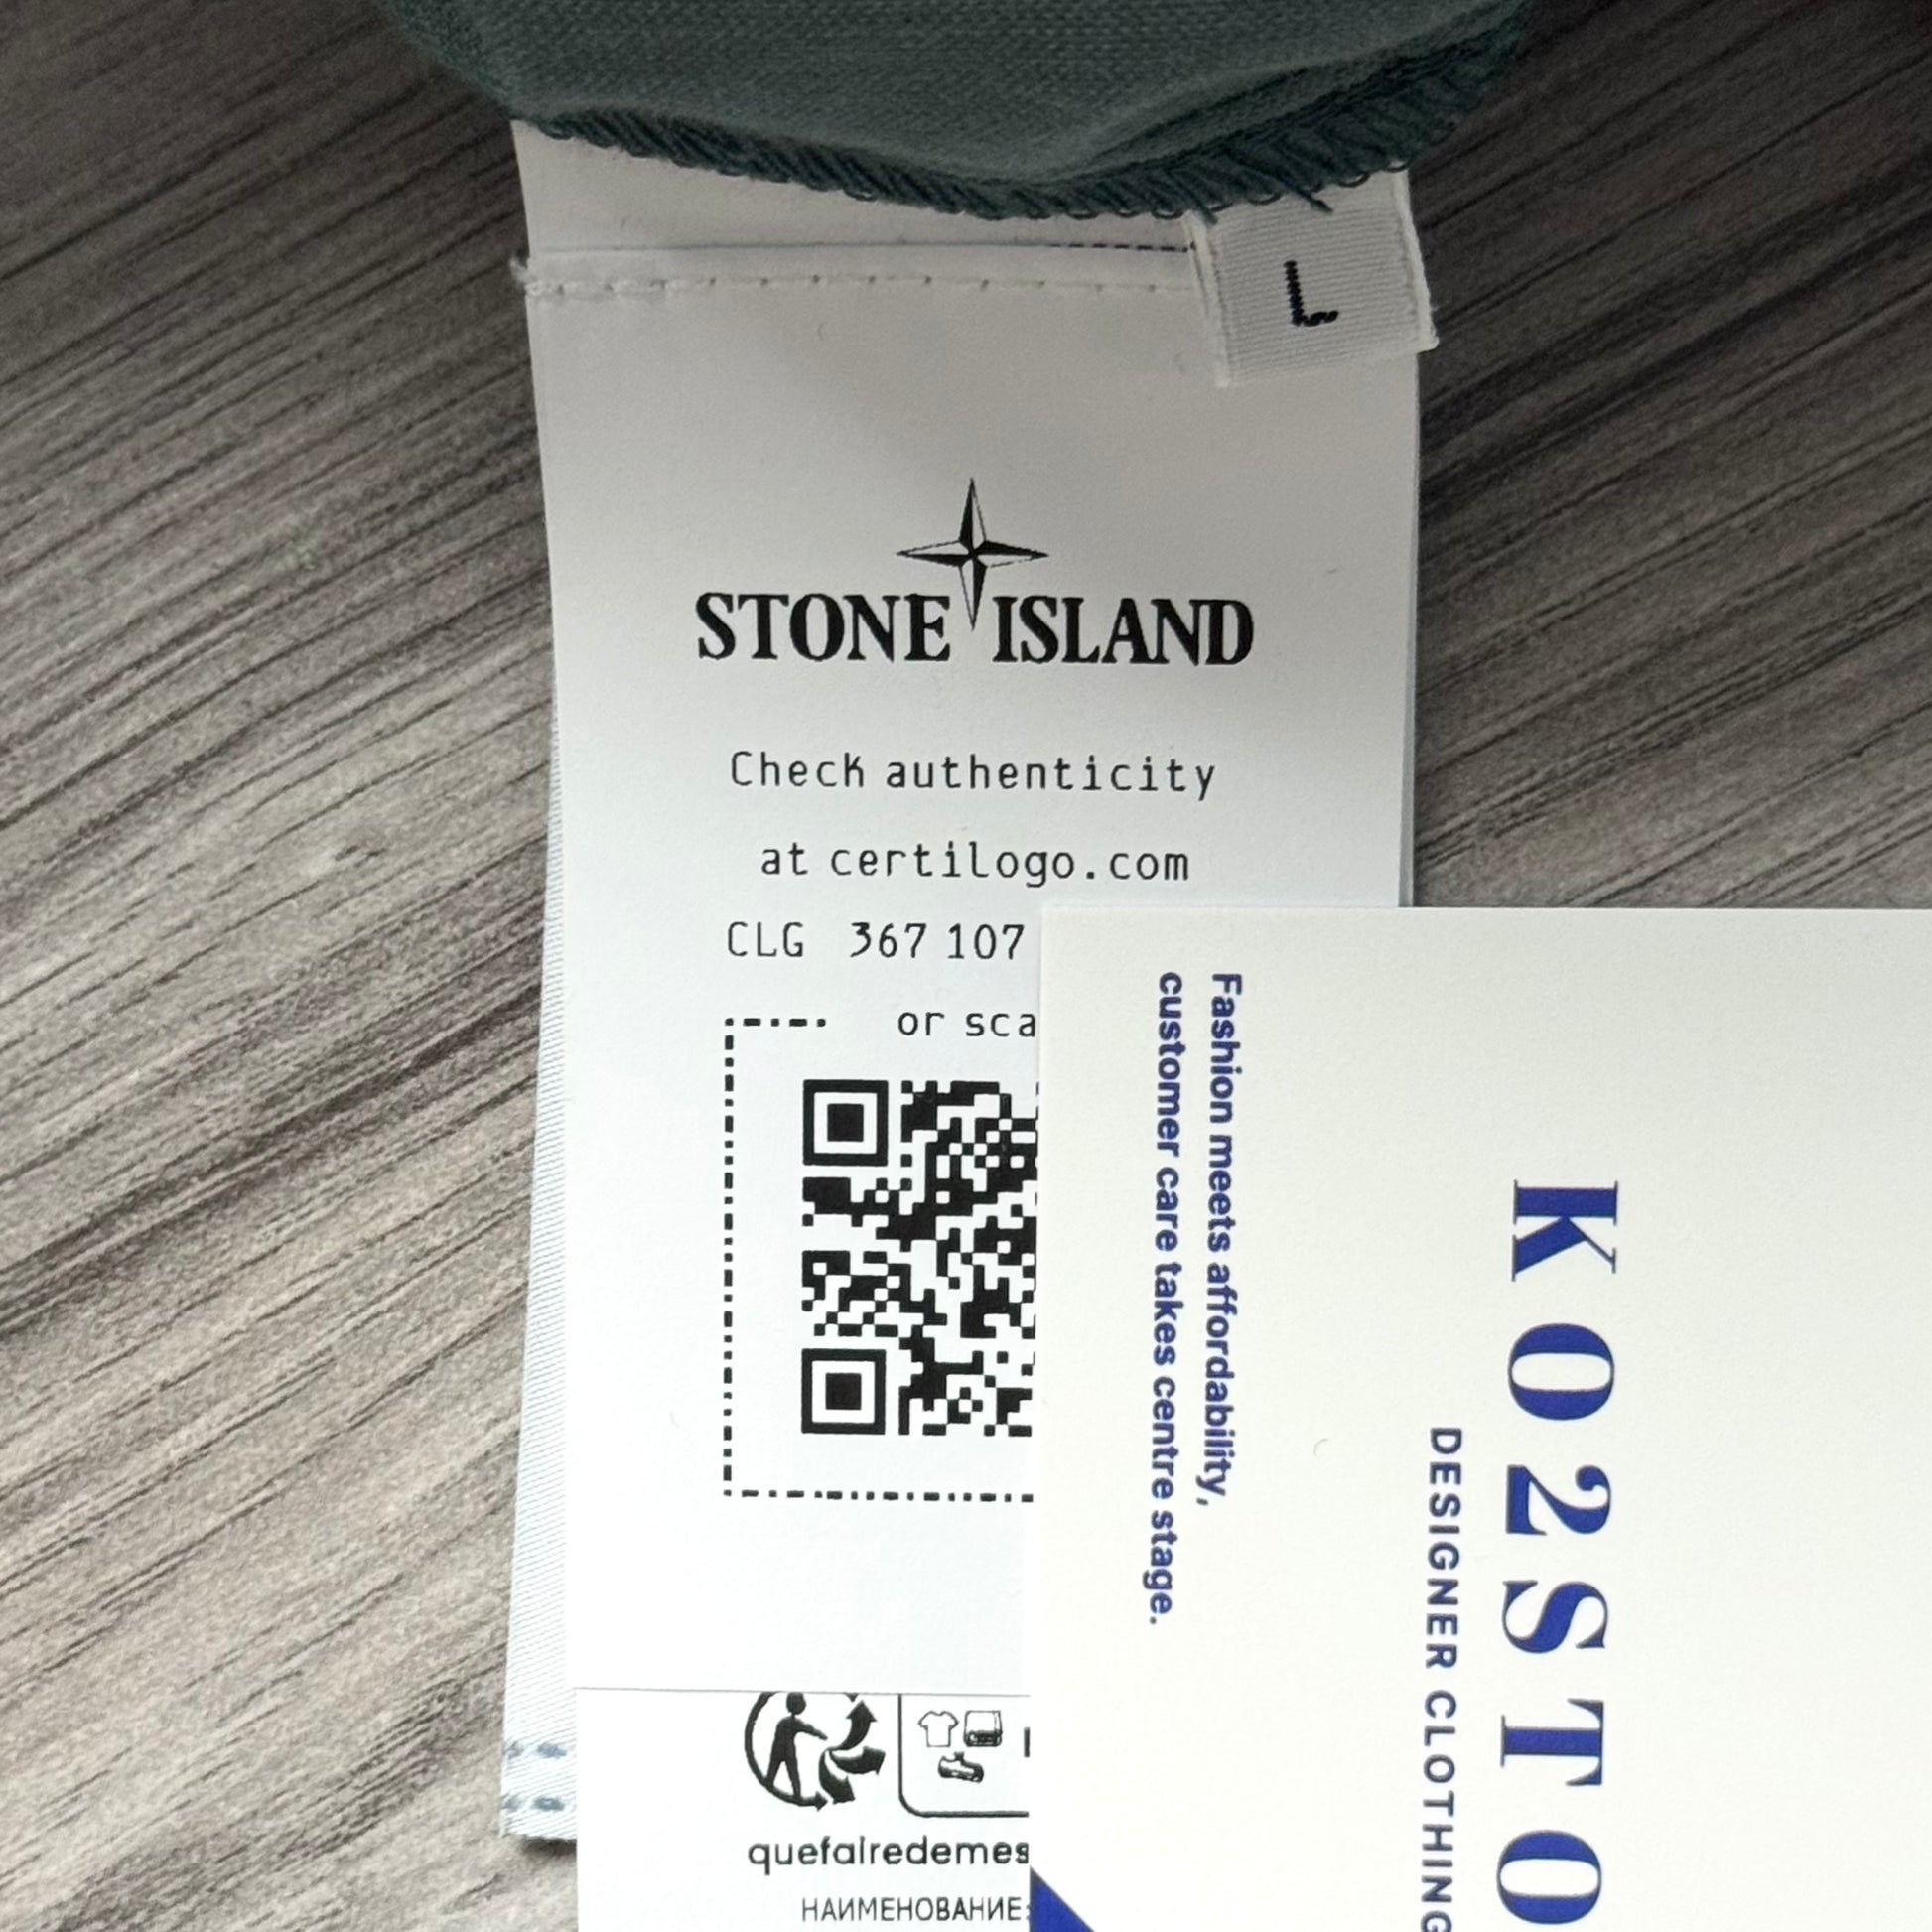 L
STONE ISLAND
Check authenticity
at certilogo.com
CLG 367 107
or sca
quefairedemes
НАИМЕНОВАНИЕ:
Fashion meets affordability,
customer care takes centre stage.
KO2STO
DESIGNER CLOTHING